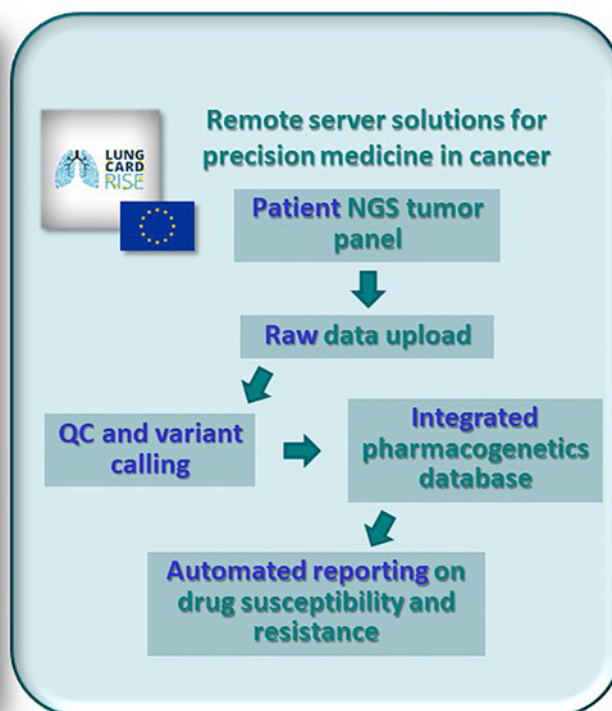 LUNG
CARD
RISE
Remote server solutions for
precision medicine in cancer
Patient NGS tumor
panel
Raw data upload
QC and variant
calling
Integrated
pharmacogenetics
database
Automated reporting on
drug susceptibility and
resistance